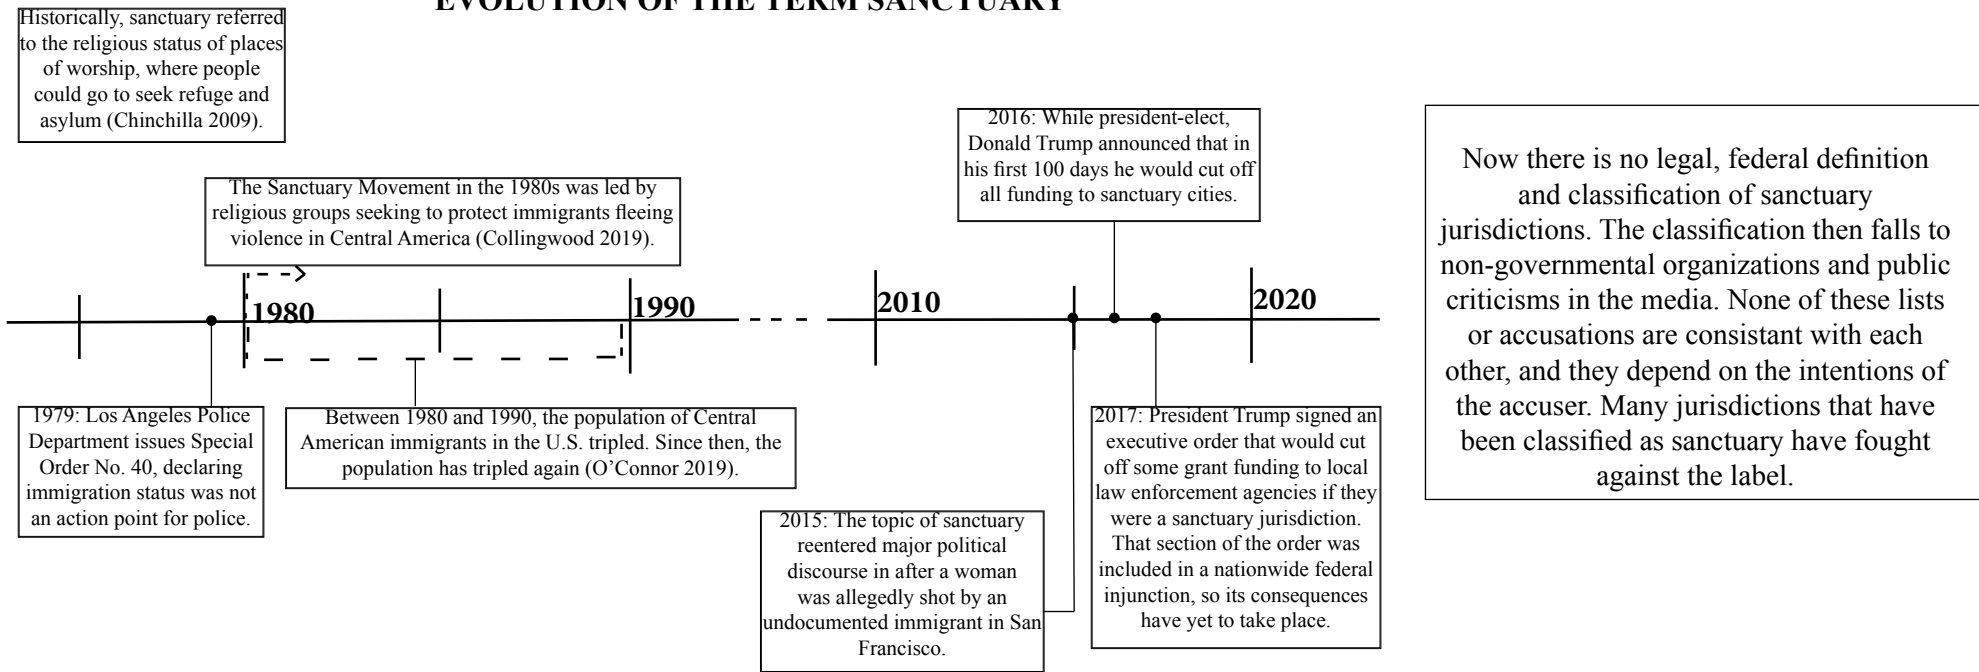 EVOLUTION OF THE TERM SANCTUARY
Historically, sanctuary referred
to the religious status of places
of worship, where people
could go to seek refuge and
asylum (Chinchilla 2009).
The Sanctuary Movement in the 1980s was led by
religious groups seeking to protect immigrants fleeing
violence in Central America (Collingwood 2019).
2016: While president-elect,
Donald Trump announced that in
his first 100 days he would cut off
all funding to sanctuary cities.
1980
1990
2010
2020
1979: Los Angeles Police
Department issues Special
Order No. 40, declaring
immigration status was not
an action point for police.
Between 1980 and 1990, the population of Central
American immigrants in the U.S. tripled. Since then, the
population has tripled again (O’Connor 2019).
2015: The topic of sanctuary
reentered major political
discourse in after a woman
was allegedly shot by an
undocumented immigrant in San
Francisco.
2017: President Trump signed an
executive order that would cut
off some grant funding to local
law enforcement agencies if they
were a sanctuary jurisdiction.
That section of the order was
included in a nationwide federal
injunction, so its consequences
have yet to take place.
Now there is no legal, federal definition
and classification of sanctuary
jurisdictions. The classification then falls to
non-governmental organizations and public
criticisms in the media. None of these lists
or accusations are consistant with each
other, and they depend on the intentions of
the accuser. Many jurisdictions that have
been classified as sanctuary have fought
against the label.